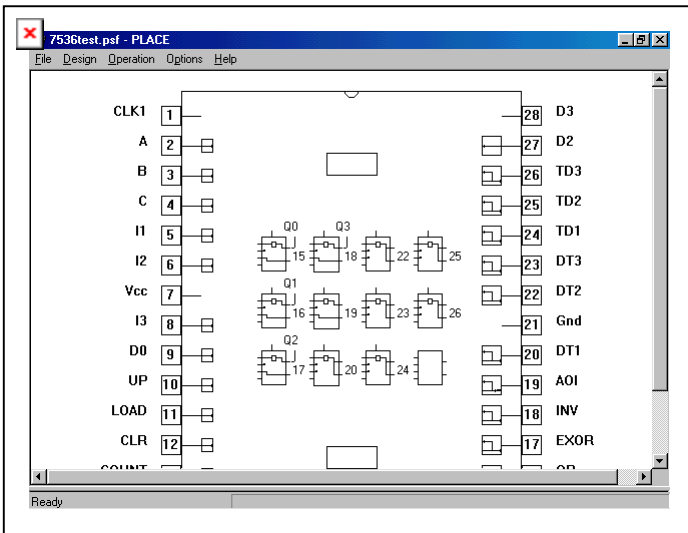 7536test.psf - PLACE
File Design Operation Options Help
CLK1 1 28 D3
A 2 27 D2
B 3 26 TD3
C 4 25 TD2
I1 5 24 TD1
I2 6 23 DT3
Vcc 7 22 DT2
I3 8 21 Gnd
D0 9 20 DT1
UP 10 19 AOI
LOAD 11 18 INV
CLR 12 17 EXOR
COUNT OR
Q0 Q3
15 18 22 25
Q1
16 19 23 26
Q2
17 20 24
Ready